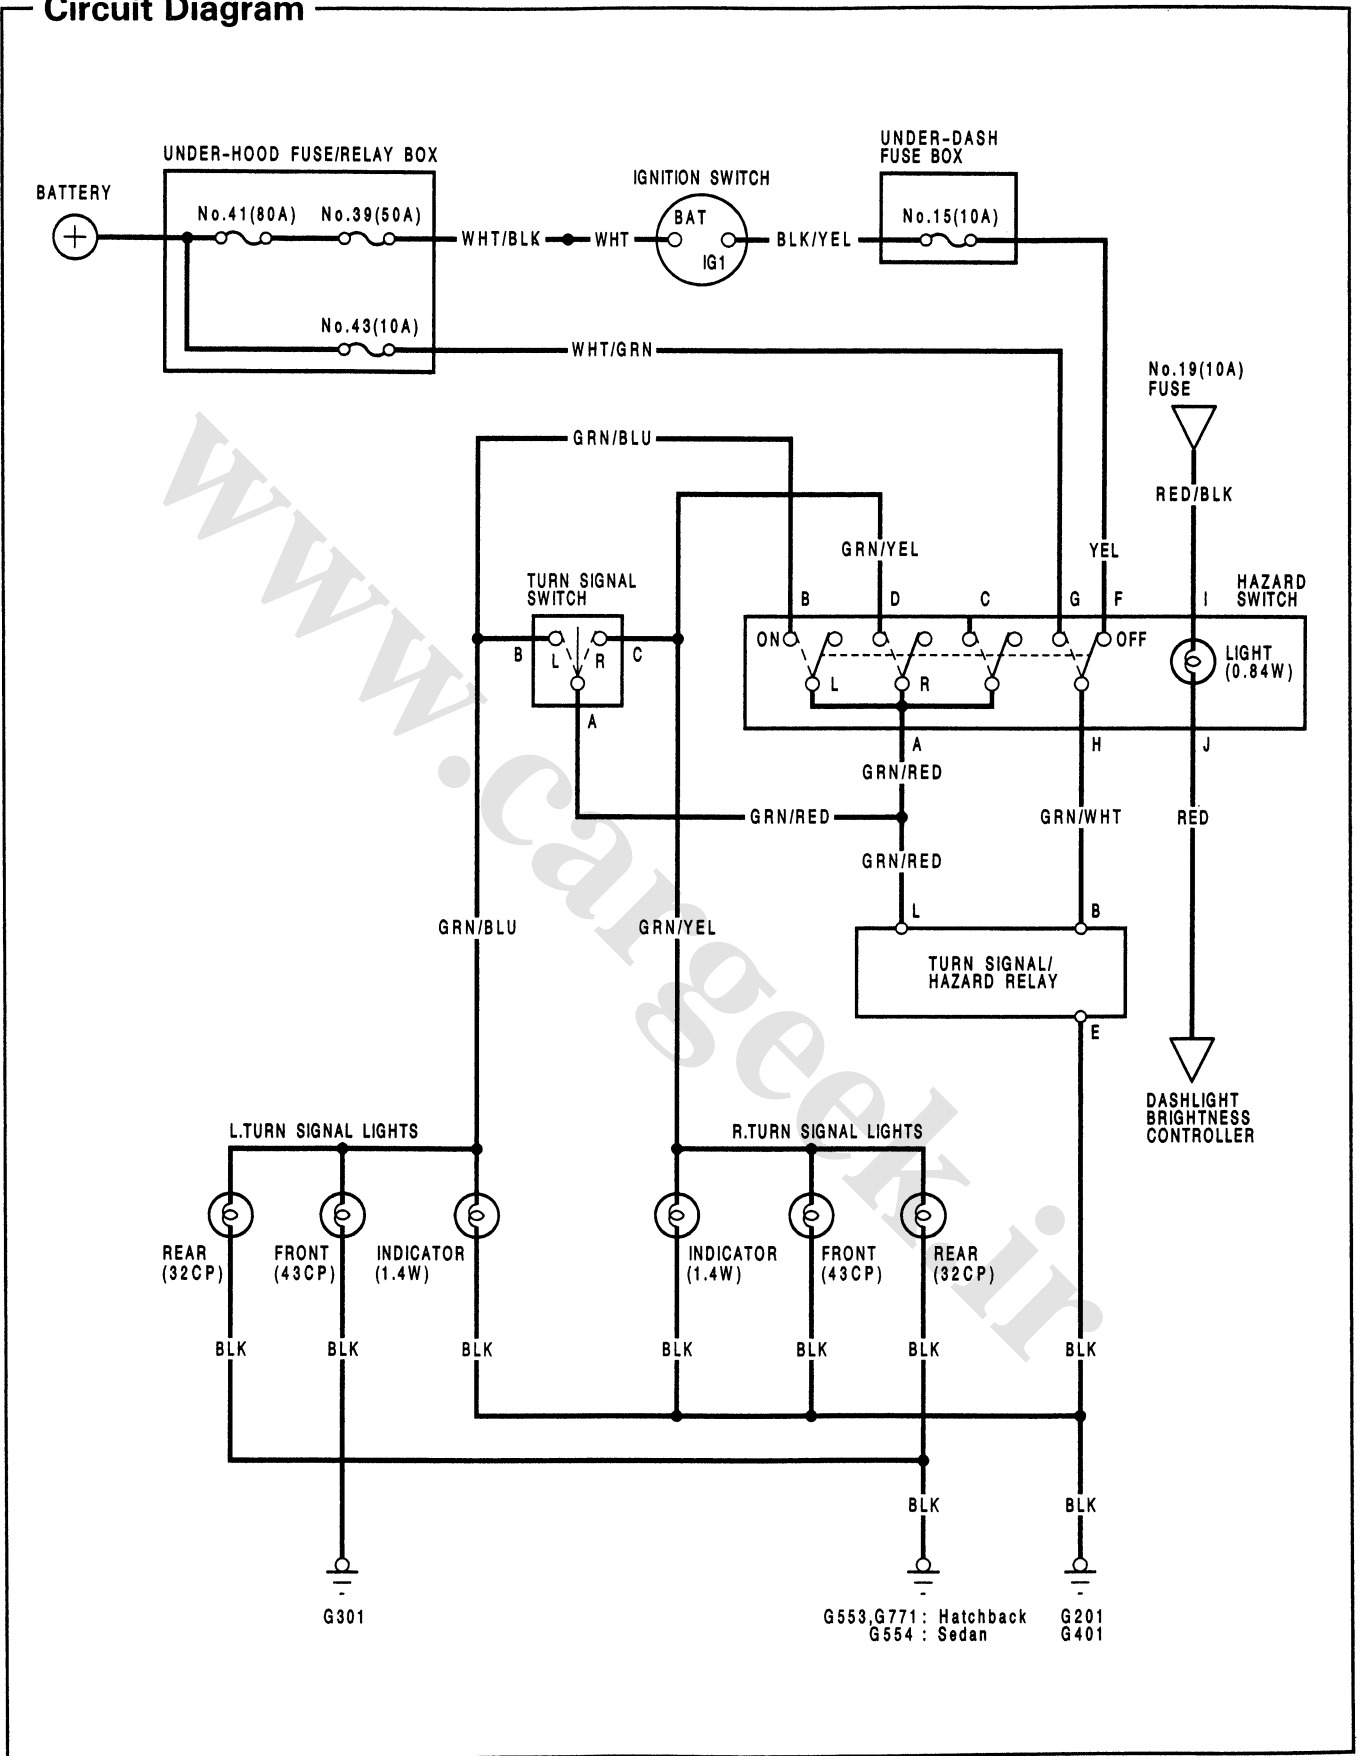 Circuit Diagram
UNDER-HOOD FUSE/RELAY BOX
UNDER-DASH
FUSE BOX
IGNITION SWITCH
BATTERY
No.41(80A)
No.39(50A)
No.15(10A)
BAT
IG1
WHT/BLK
WHT
BLK/YEL
No.43(10A)
WHT/GRN
No.19(10A)
FUSE
GRN/BLU
RED/BLK
GRN/YEL
YEL
TURN SIGNAL
SWITCH
HAZARD
SWITCH
B
D
C
G
F
I
ON
OFF
B
L
R
C
L
R
LIGHT
(0.84W)
A
A
H
J
GRN/RED
GRN/RED
GRN/WHT
RED
GRN/RED
L
B
GRN/BLU
GRN/YEL
TURN SIGNAL/
HAZARD RELAY
E
DASHLIGHT
BRIGHTNESS
CONTROLLER
L.TURN SIGNAL LIGHTS
R.TURN SIGNAL LIGHTS
REAR
(32CP)
FRONT
(43CP)
INDICATOR
(1.4W)
INDICATOR
(1.4W)
FRONT
(43CP)
REAR
(32CP)
BLK
BLK
BLK
BLK
BLK
BLK
BLK
BLK
BLK
G301
G553,G771: Hatchback
G554 : Sedan
G201
G401
www.cargeek.ir